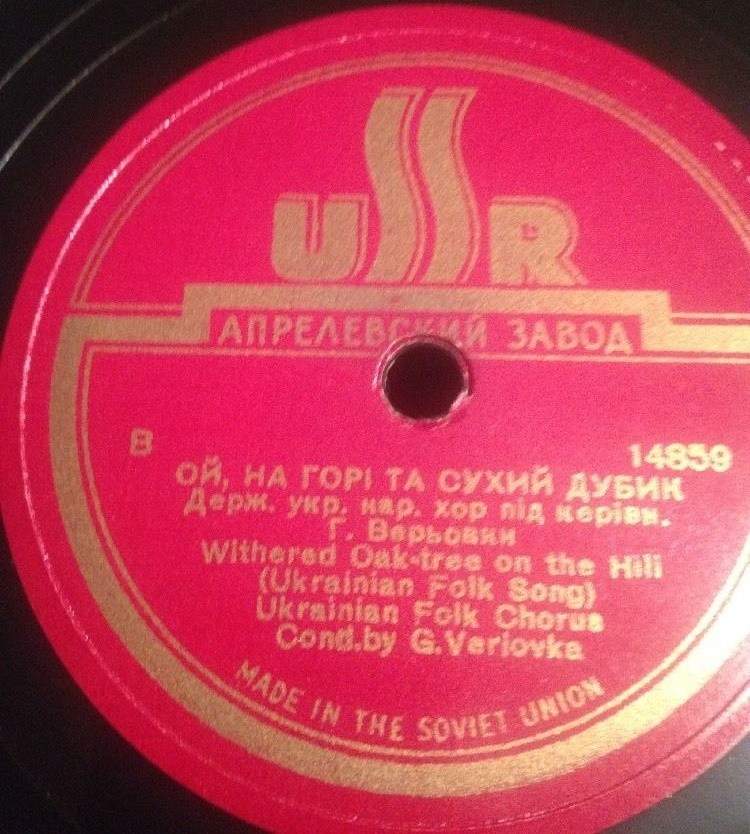 USSR
АПРЕЛЕВСКИЙ ЗАВОД
В 14859
ОЙ, НА ГОРІ ТА СУХИЙ ДУБИК
Держ. укр. нар. хор під керівн.
Г. Верьовки
Withered Oak-tree on the Hill
(Ukrainian Folk Song)
Ukrainian Folk Chorus
Cond.by G.Veriovka
MADE IN THE SOVIET UNION